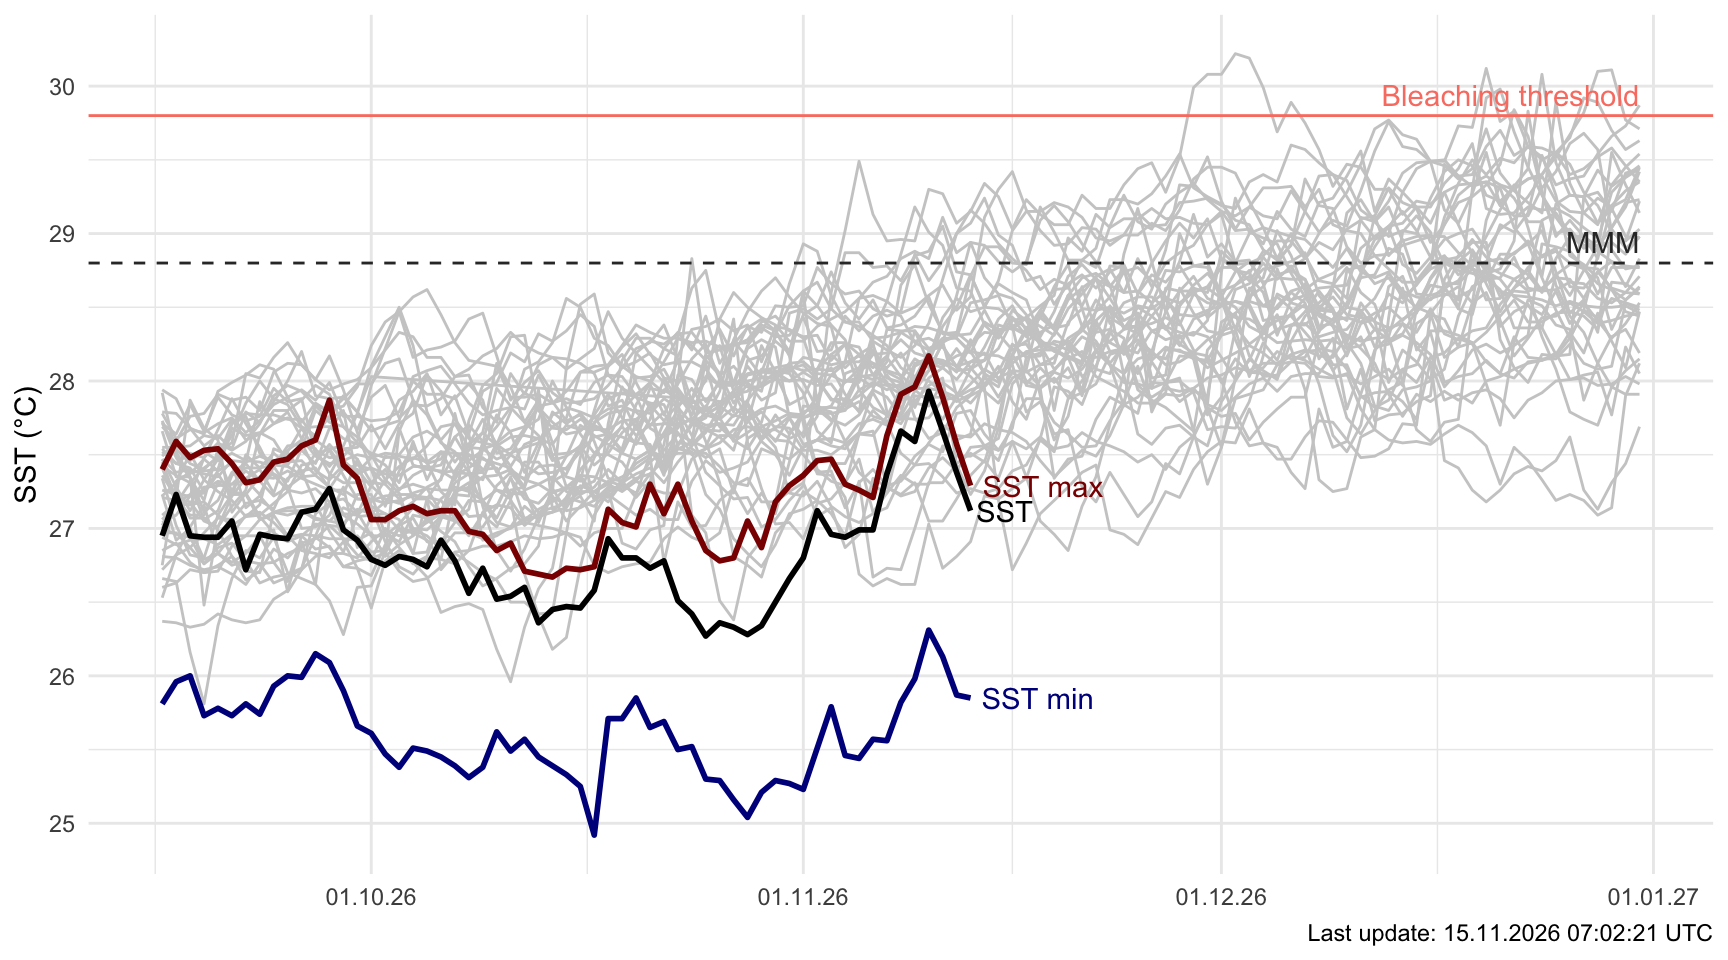 30
Bleaching threshold
29
MMM
28
SST (°C)
SST max
SST
27
26
SST min
25
01.10.26
01.11.26
01.12.26
01.01.27
Last update: 15.11.2026 07:02:21 UTC